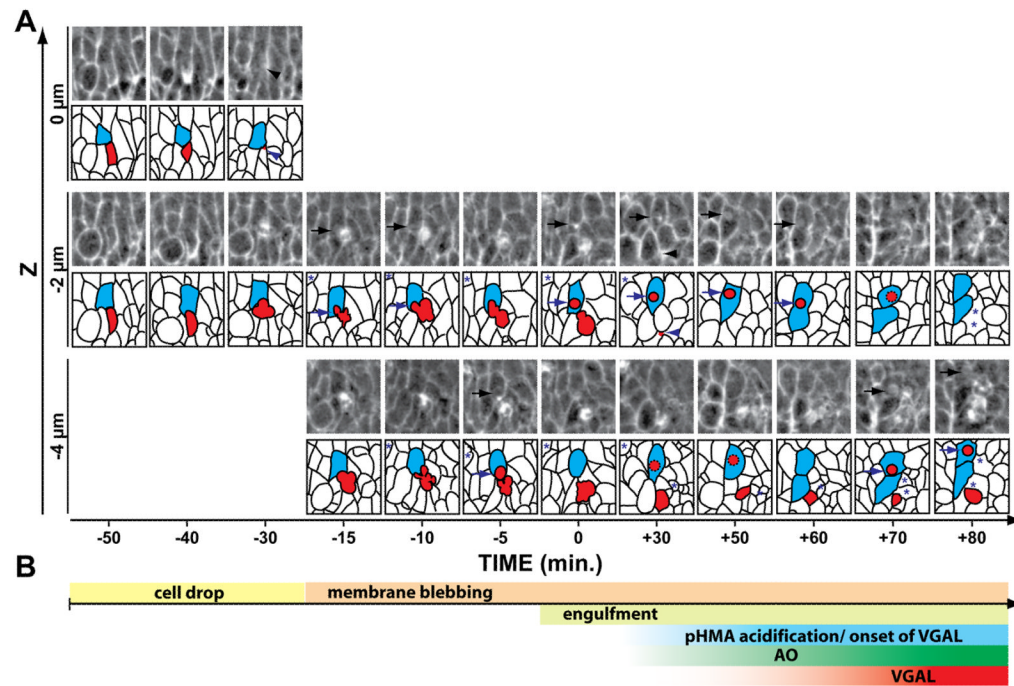 A
Z
0 µm
-2 µm
-4 µm
-50 -40 -30 -15 -10 -5 0 +30 +50 +60 +70 +80
TIME (min.)
B
cell drop
membrane blebbing
engulfment
pHMA acidification/ onset of VGAL
AO
VGAL